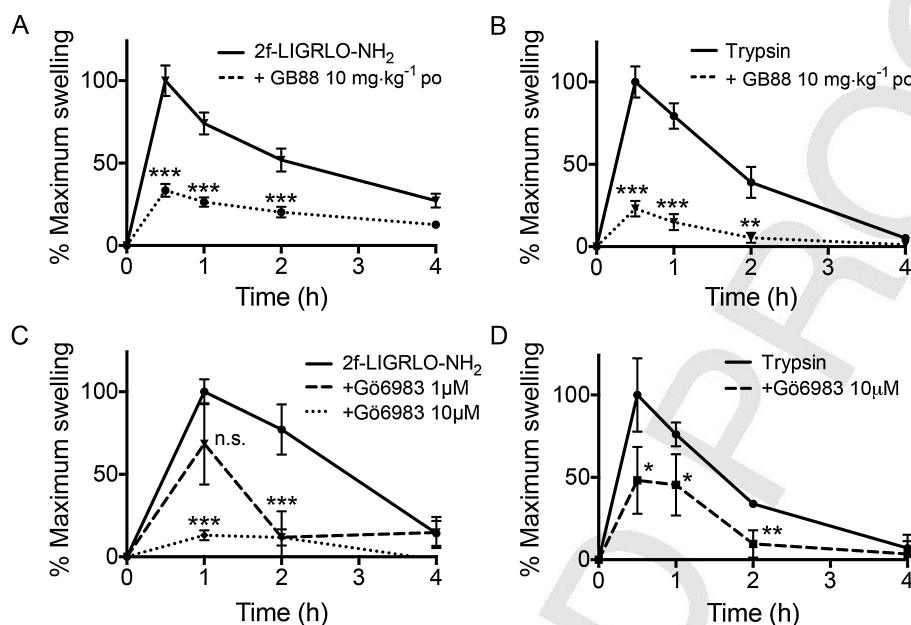 A
2f-LIGRLO-NH2
+ GB88 10 mg·kg-1 po
% Maximum swelling
100
50
0
*** *** ***
0 1 2 3 4
Time (h)
B
Trypsin
+ GB88 10 mg·kg-1 po
% Maximum swelling
100
50
0
*** *** **
0 1 2 3 4
Time (h)
C
2f-LIGRLO-NH2
+Gö6983 1µM
+Gö6983 10µM
% Maximum swelling
100
50
0
n.s.
*** ***
0 1 2 3 4
Time (h)
D
Trypsin
+Gö6983 10µM
% Maximum swelling
100
50
0
* * **
0 1 2 3 4
Time (h)
D PROO